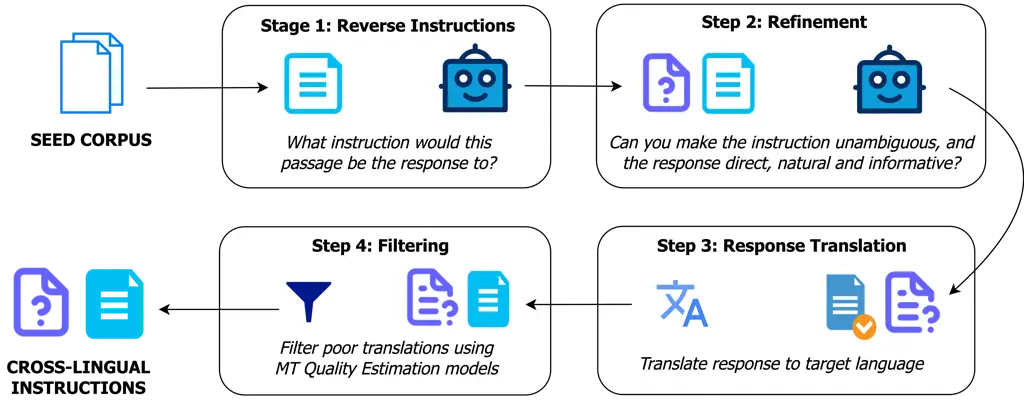 Stage 1: Reverse Instructions
What instruction would this
passage be the response to?
SEED CORPUS
Step 2: Refinement
Can you make the instruction unambiguous, and
the response direct, natural and informative?
Step 3: Response Translation
Translate response to target language
Step 4: Filtering
Filter poor translations using
MT Quality Estimation models
CROSS-LINGUAL
INSTRUCTIONS